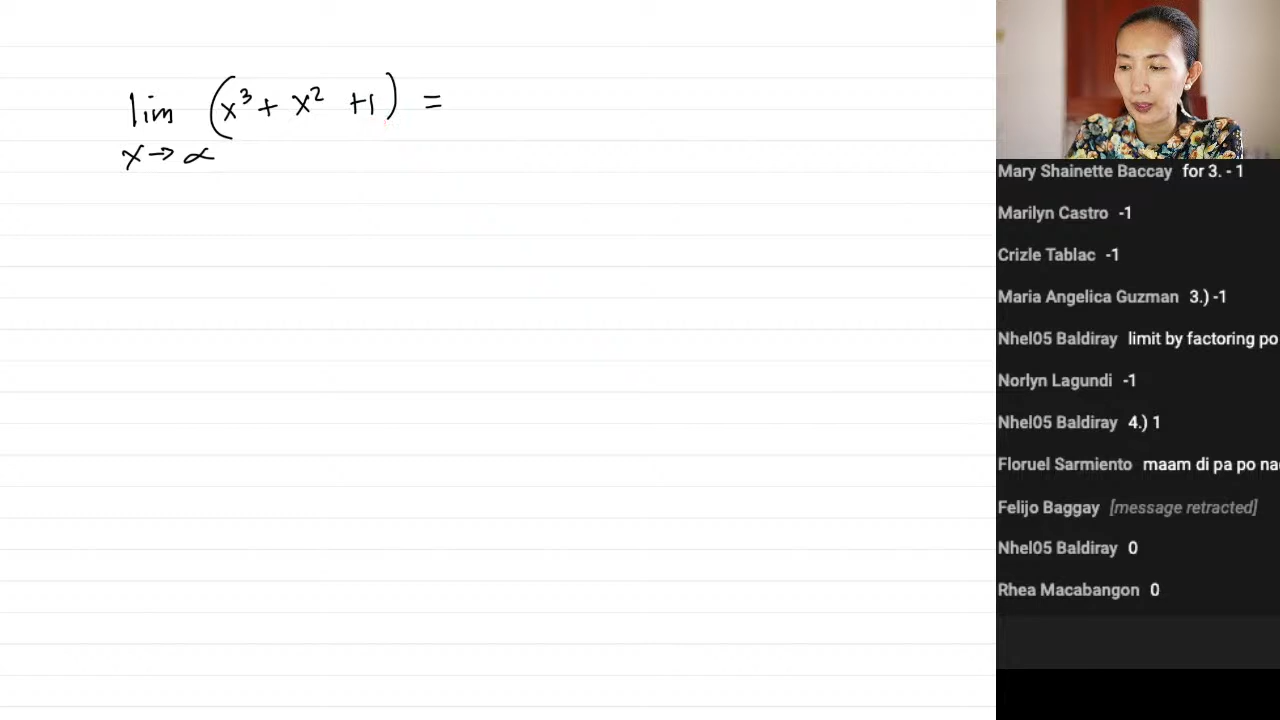 lim (x³ + x² + 1) =
x → ∝
Mary Shainette Baccay for 3. - 1
Marilyn Castro -1
Crizle Tablac -1
Maria Angelica Guzman 3.) -1
Nhel05 Baldiray limit by factoring po
Norlyn Lagundi -1
Nhel05 Baldiray 4.) 1
Floruel Sarmiento maam di pa po na
Felijo Baggay [message retracted]
Nhel05 Baldiray 0
Rhea Macabangon 0